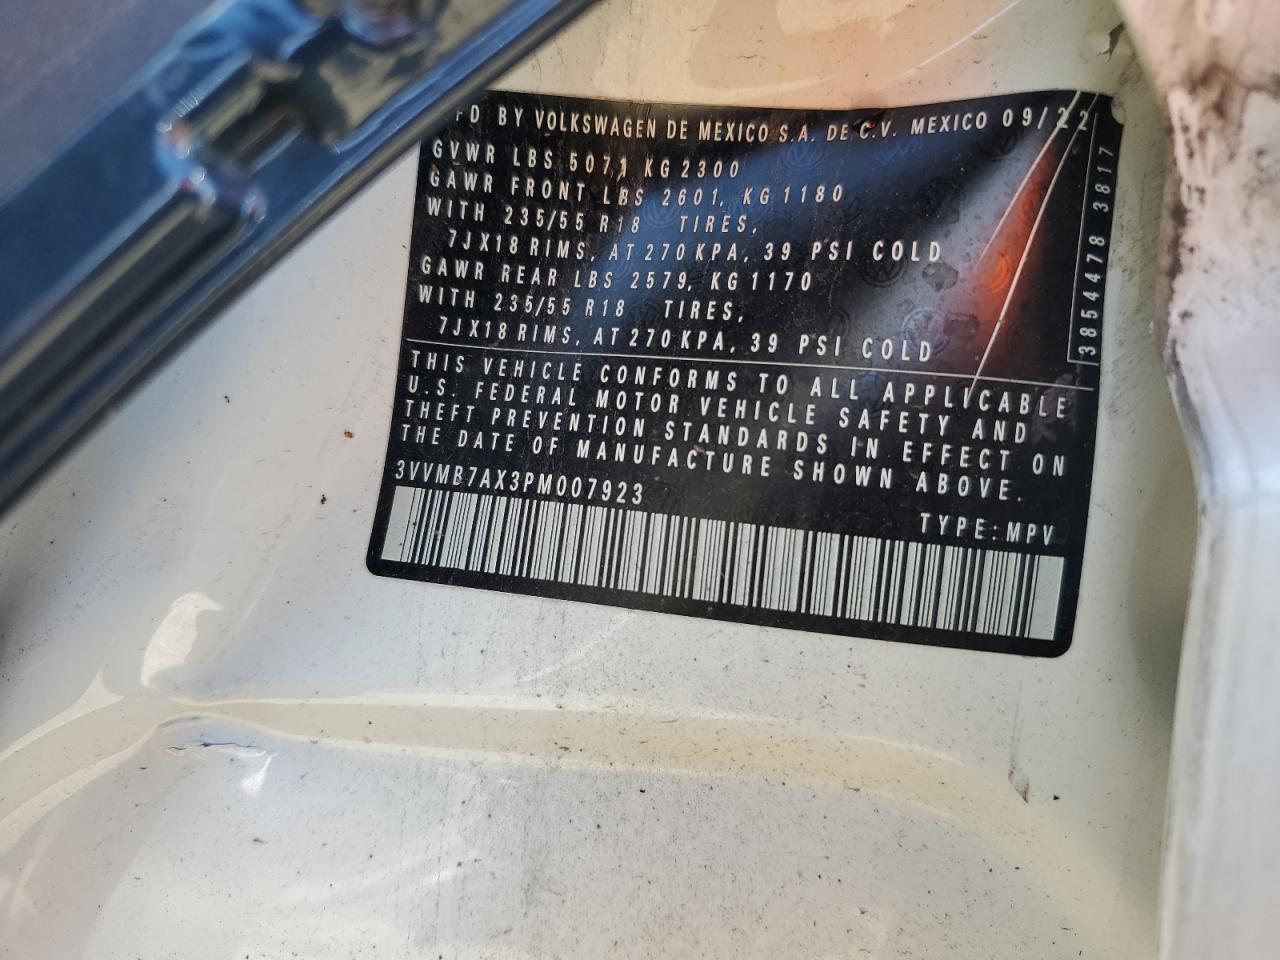 FD BY VOLKSWAGEN DE MEXICO S.A. DE C.V. MEXICO 09/22
GVWR LBS 5071 KG 2300
GAWR FRONT LBS 2601, KG 1180
WITH 235/55 R18 TIRES,
7JX18 RIMS, AT 270 KPA, 39 PSI COLD
GAWR REAR LBS 2579, KG 1170
WITH 235/55 R18 TIRES,
7JX18 RIMS, AT 270 KPA, 39 PSI COLD
3854478 3817
THIS VEHICLE CONFORMS TO ALL APPLICABLE
U.S. FEDERAL MOTOR VEHICLE SAFETY AND
THEFT PREVENTION STANDARDS IN EFFECT ON
THE DATE OF MANUFACTURE SHOWN ABOVE.
3VVMB7AX3PM007923
TYPE: MPV